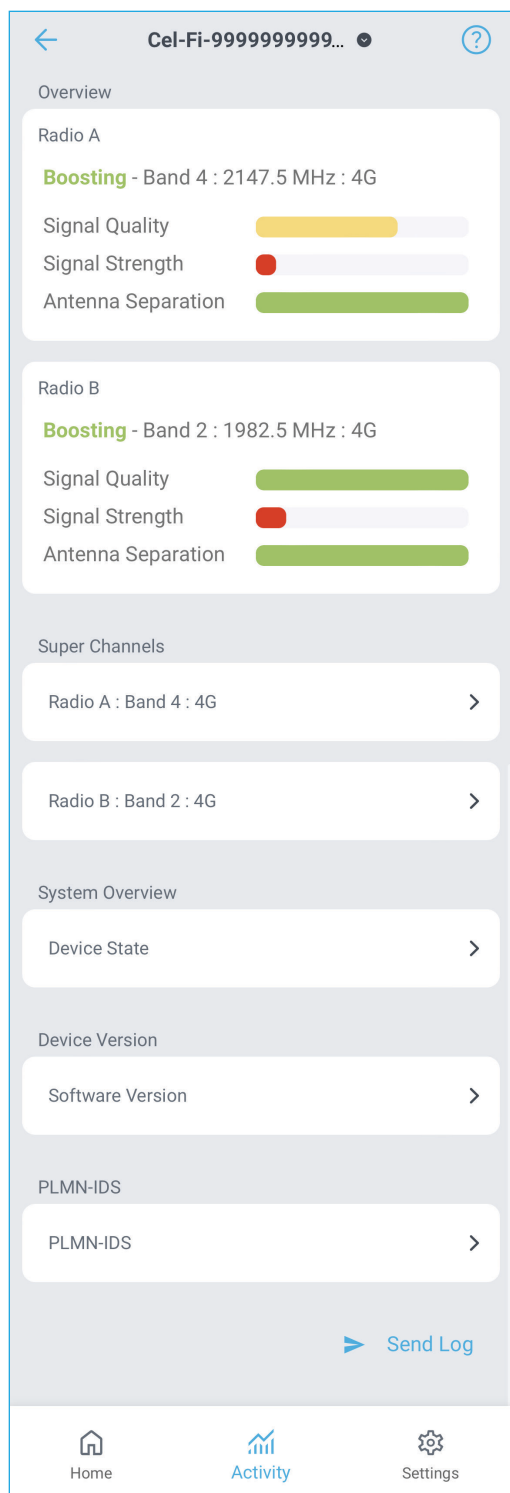 Cel-Fi-9999999999...
?
Overview
Radio A
Boosting - Band 4 : 2147.5 MHz : 4G
Signal Quality
Signal Strength
Antenna Separation
Radio B
Boosting - Band 2 : 1982.5 MHz : 4G
Signal Quality
Signal Strength
Antenna Separation
Super Channels
Radio A : Band 4 : 4G
Radio B : Band 2 : 4G
System Overview
Device State
Device Version
Software Version
PLMN-IDS
PLMN-IDS
Send Log
Home Activity Settings